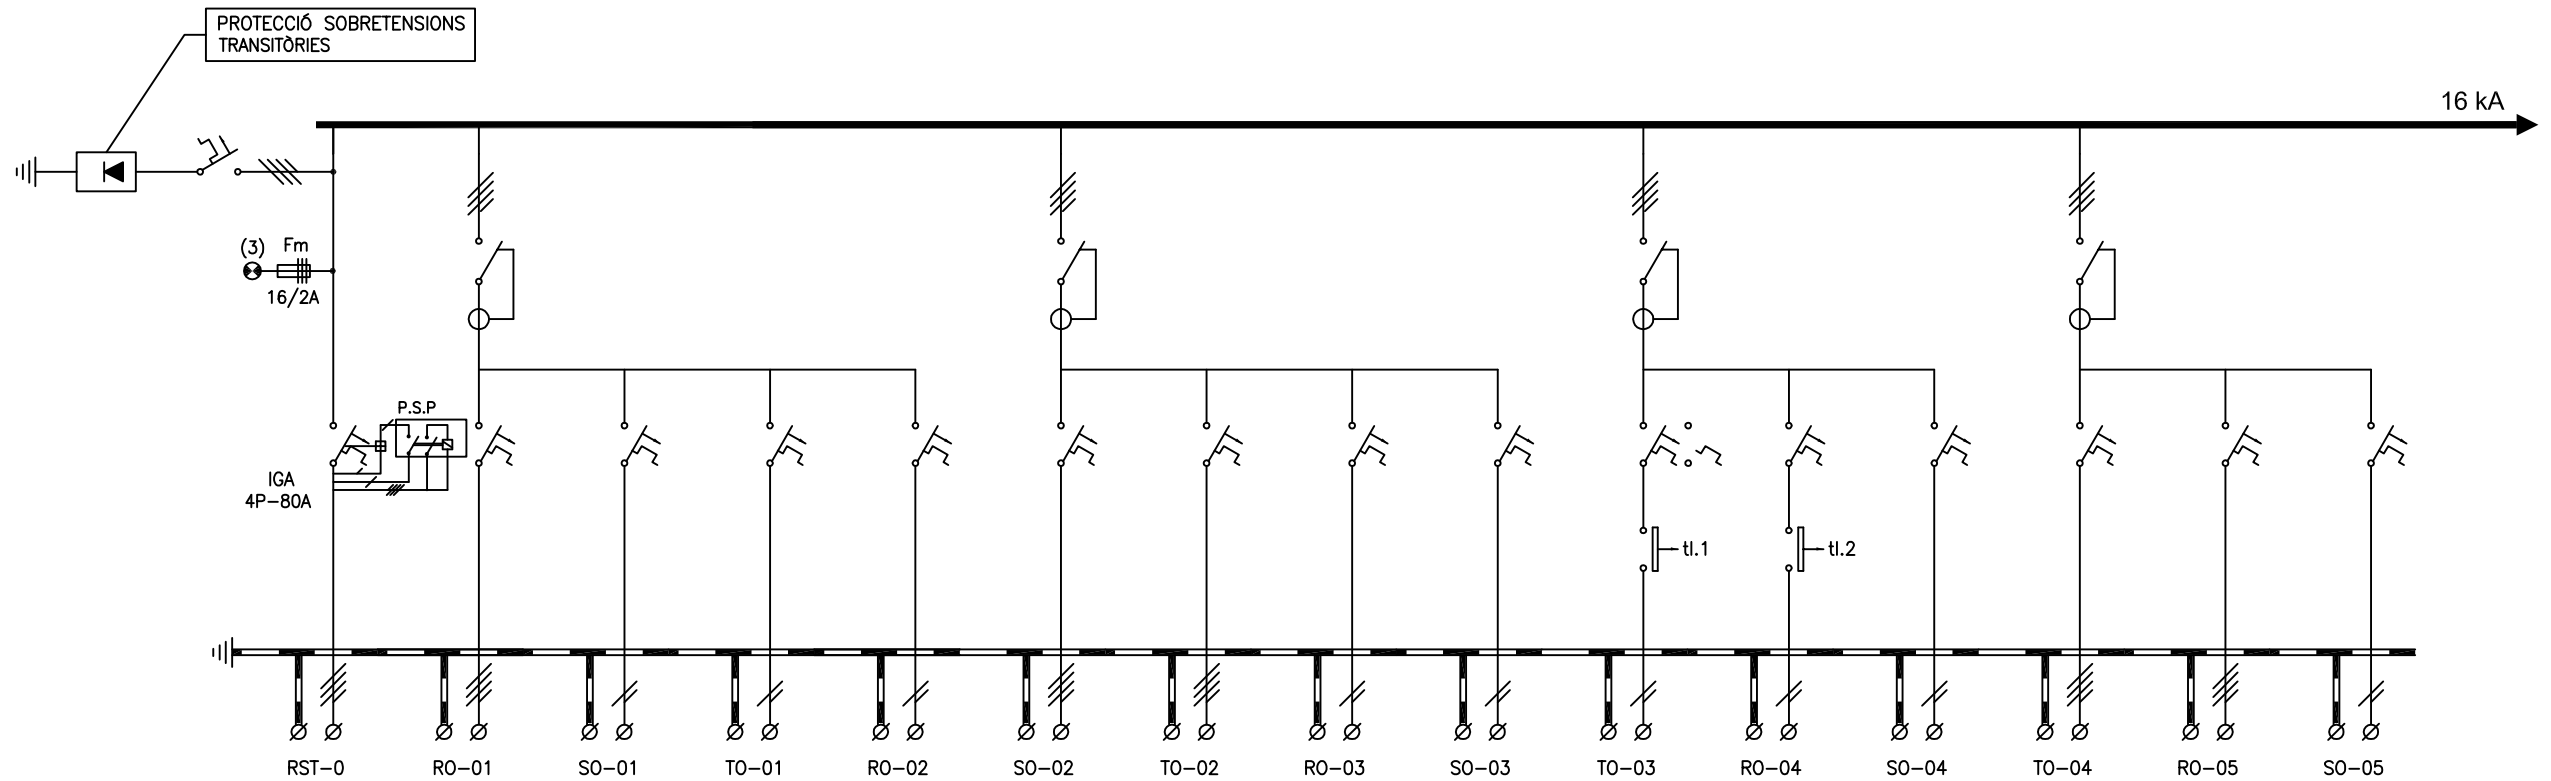 PROTECCIÓ SOBRETENSIONS
TRANSITÒRIES
16 kA
(3) Fm
16/2A
P.S.P
IGA
4P-80A
tl.1
tl.2
RST-0 RO-01 SO-01 TO-01 RO-02 SO-02 TO-02 RO-03 SO-03 TO-03 RO-04 SO-04 TO-04 RO-05 SO-05